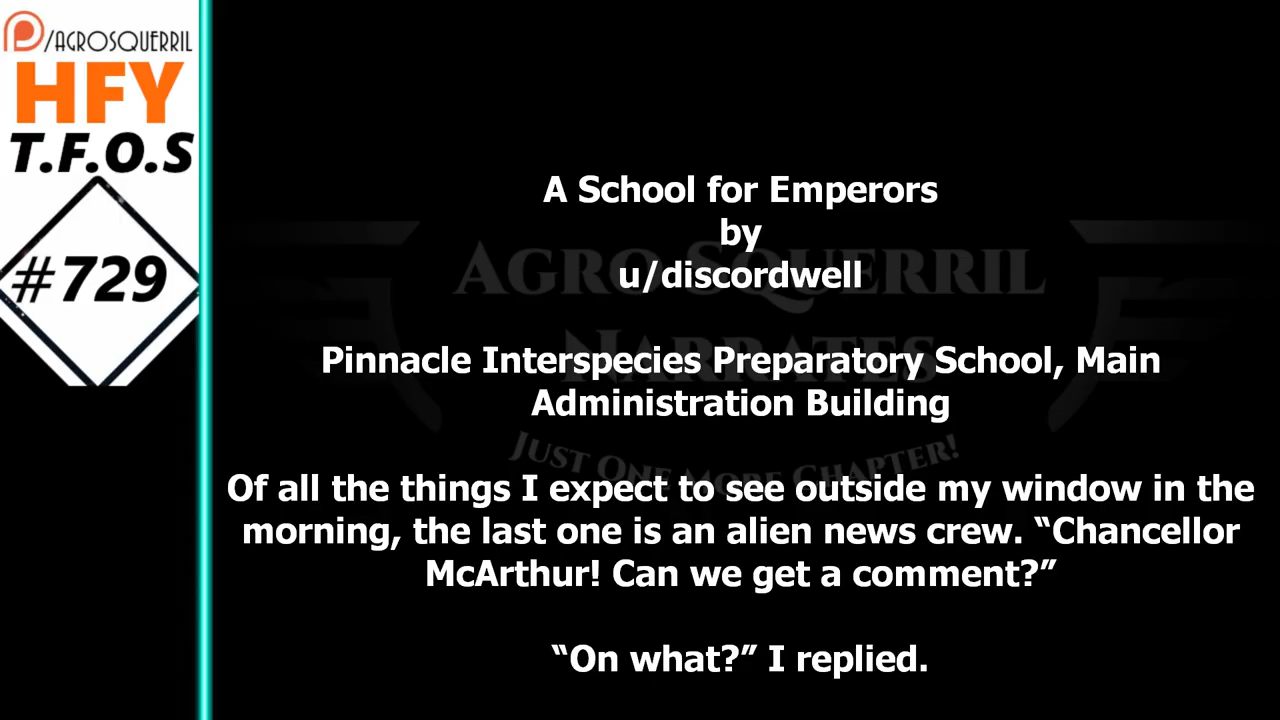 /AGROSQUERRIL
HFY
T.F.O.S
#729
A School for Emperors
by
u/discordwell
AGRO SQUERRIL
NARRATES
JUST ONE MORE CHAPTER!
Pinnacle Interspecies Preparatory School, Main
Administration Building
Of all the things I expect to see outside my window in the
morning, the last one is an alien news crew. “Chancellor
McArthur! Can we get a comment?”
“On what?” I replied.